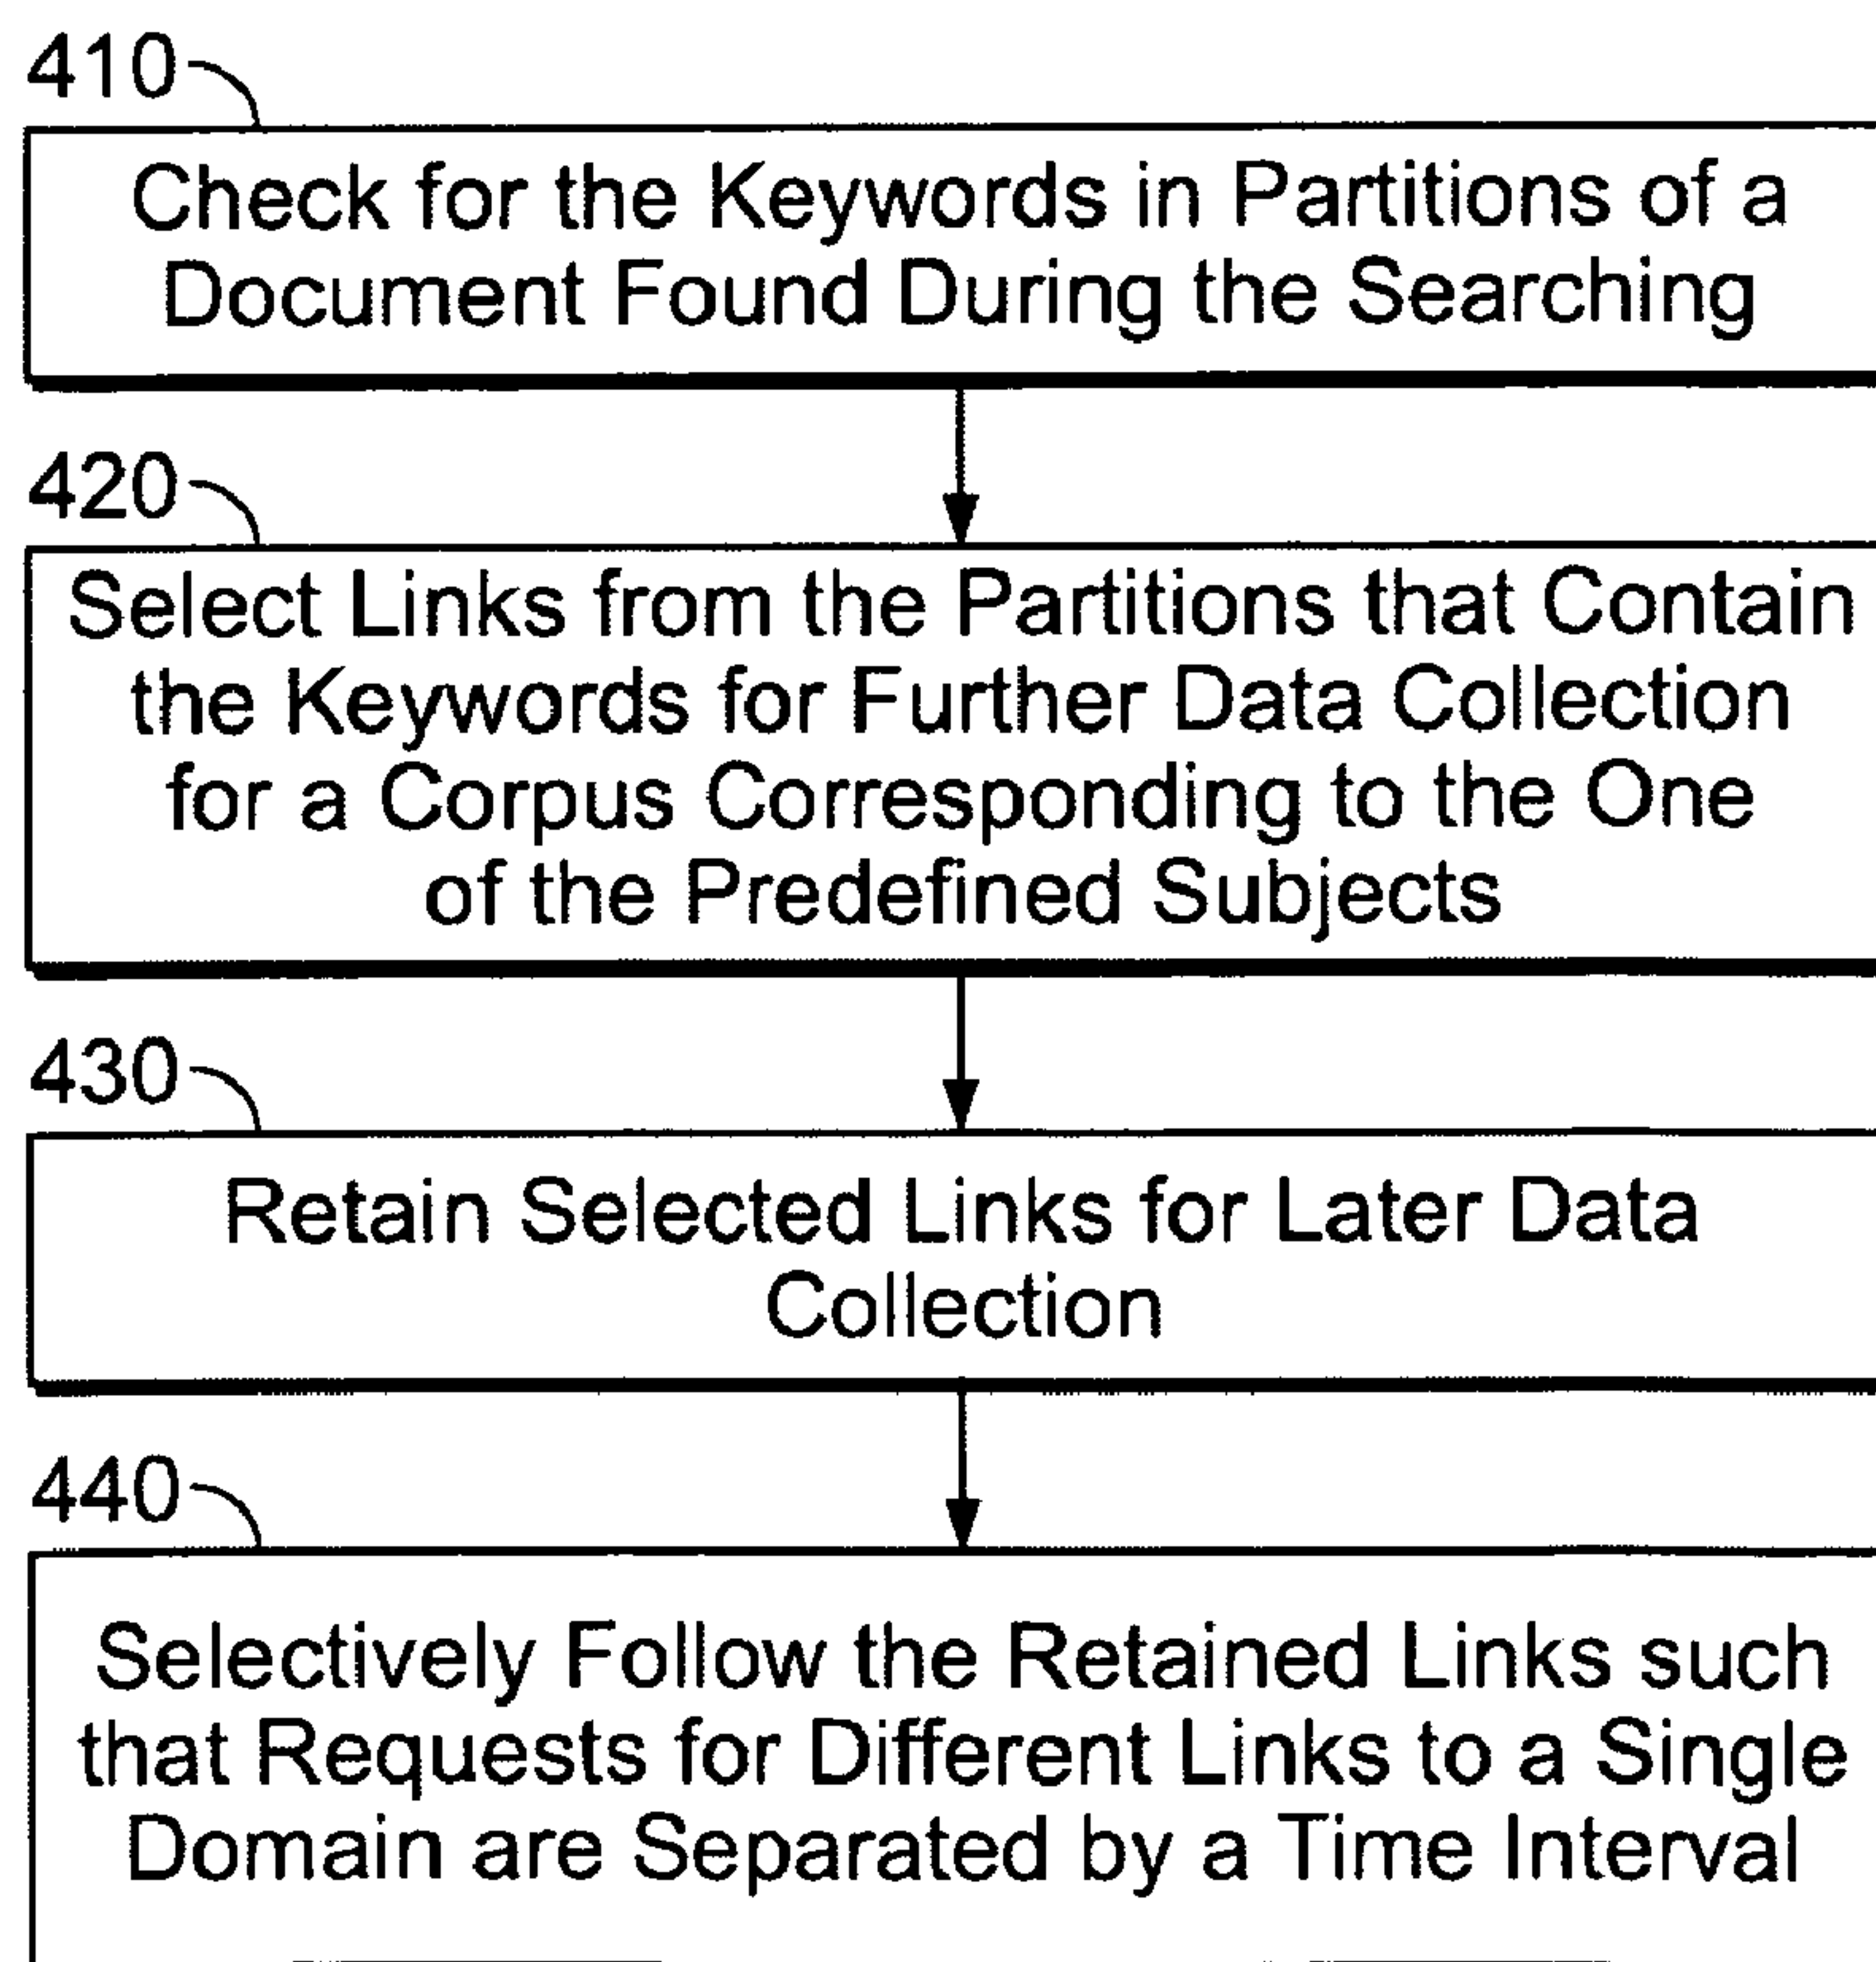 410
Check for the Keywords in Partitions of a
Document Found During the Searching
420
Select Links from the Partitions that Contain
the Keywords for Further Data Collection
for a Corpus Corresponding to the One
of the Predefined Subjects
430
Retain Selected Links for Later Data
Collection
440
Selectively Follow the Retained Links such
that Requests for Different Links to a Single
Domain are Separated by a Time Interval